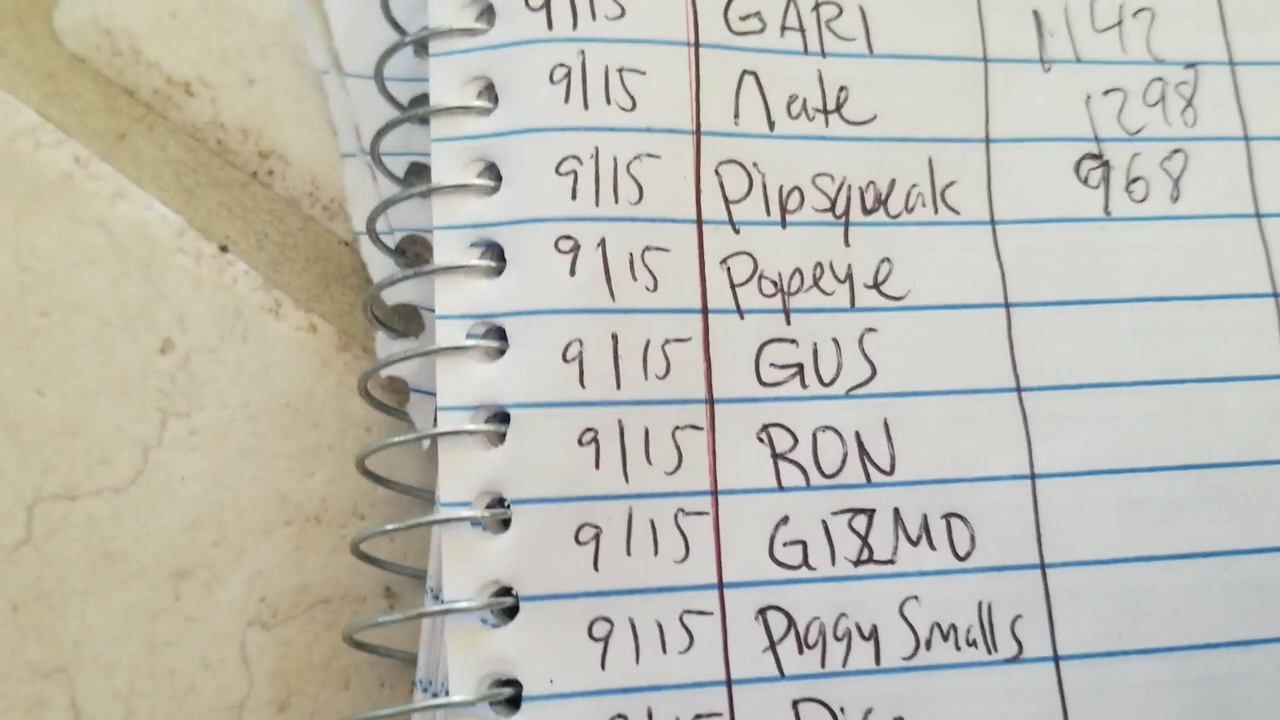 9/15 GARI 1142
9/15 Nate 1298
9/15 Pipsqueak 968
9/15 Popeye
9/15 GUS
9/15 RON
9/15 GIZMO
9/15 Piggy Smalls